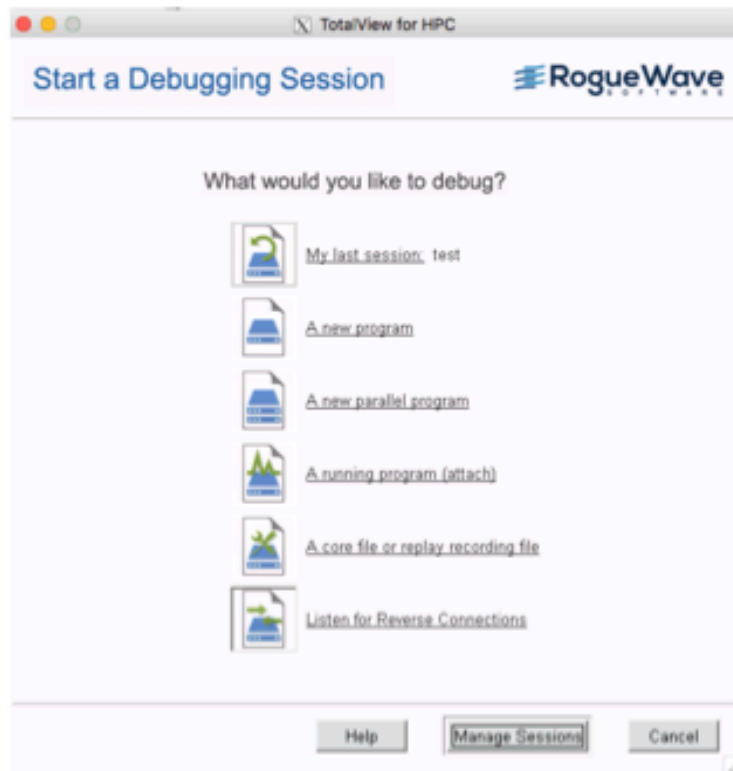 TotalView for HPC
Start a Debugging Session
RogueWave
SOFTWARE
What would you like to debug?
My last session: test
A new program
A new parallel program
A running program (attach)
A core file or replay recording file
Listen for Reverse Connections
Help Manage Sessions Cancel